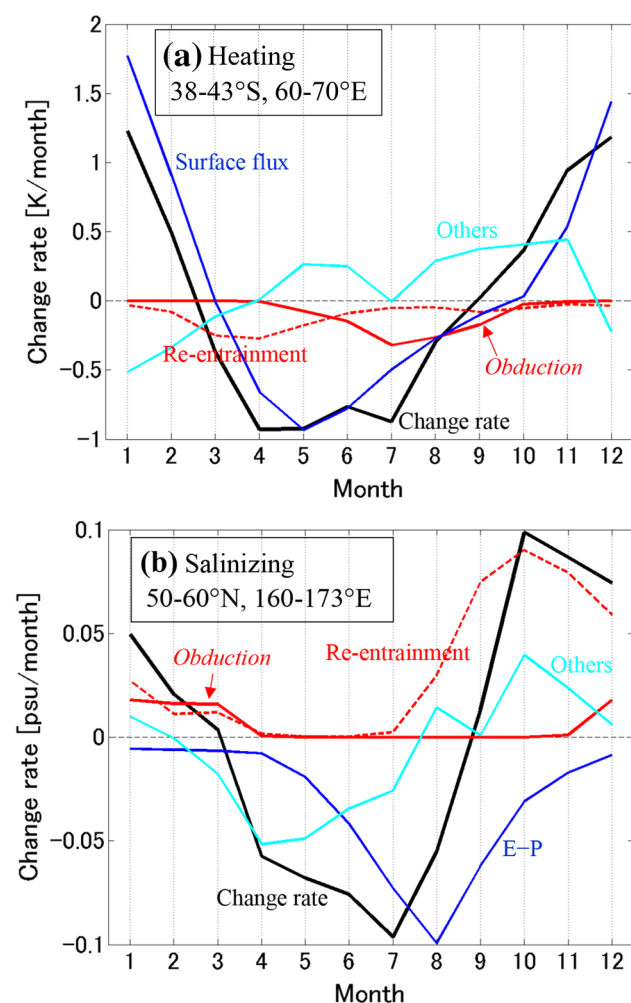 (a) Heating
38-43°S, 60-70°E
Change rate [K/month]
2
1.5
1
0.5
0
−0.5
−1
Surface flux
Others
Re-entrainment
Obduction
Change rate
1 2 3 4 5 6 7 8 9 10 11 12
Month
(b) Salinizing
50-60°N, 160-173°E
Change rate [psu/month]
0.1
0.05
0
−0.05
−0.1
Obduction
Re-entrainment
Others
E−P
Change rate
1 2 3 4 5 6 7 8 9 10 11 12
Month